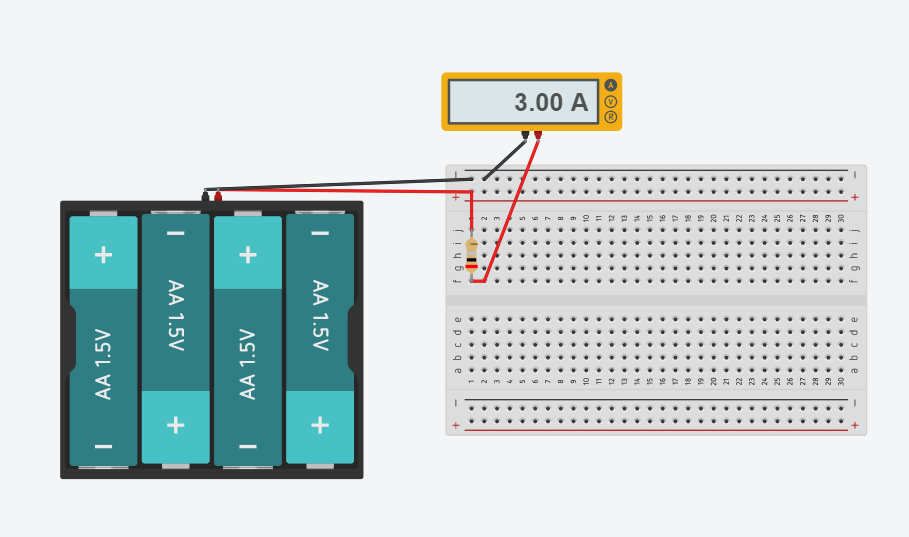 3.00 A
A
V
R
− −
+ +
1 2 3 4 5 6 7 8 9 10 11 12 13 14 15 16 17 18 19 20 21 22 23 24 25 26 27 28 29 30
j j
i i
h h
g g
f f
e e
d d
c c
b b
a a
1 2 3 4 5 6 7 8 9 10 11 12 13 14 15 16 17 18 19 20 21 22 23 24 25 26 27 28 29 30
− −
+ +
+ AA 1.5V −
− AA 1.5V +
+ AA 1.5V −
− AA 1.5V +